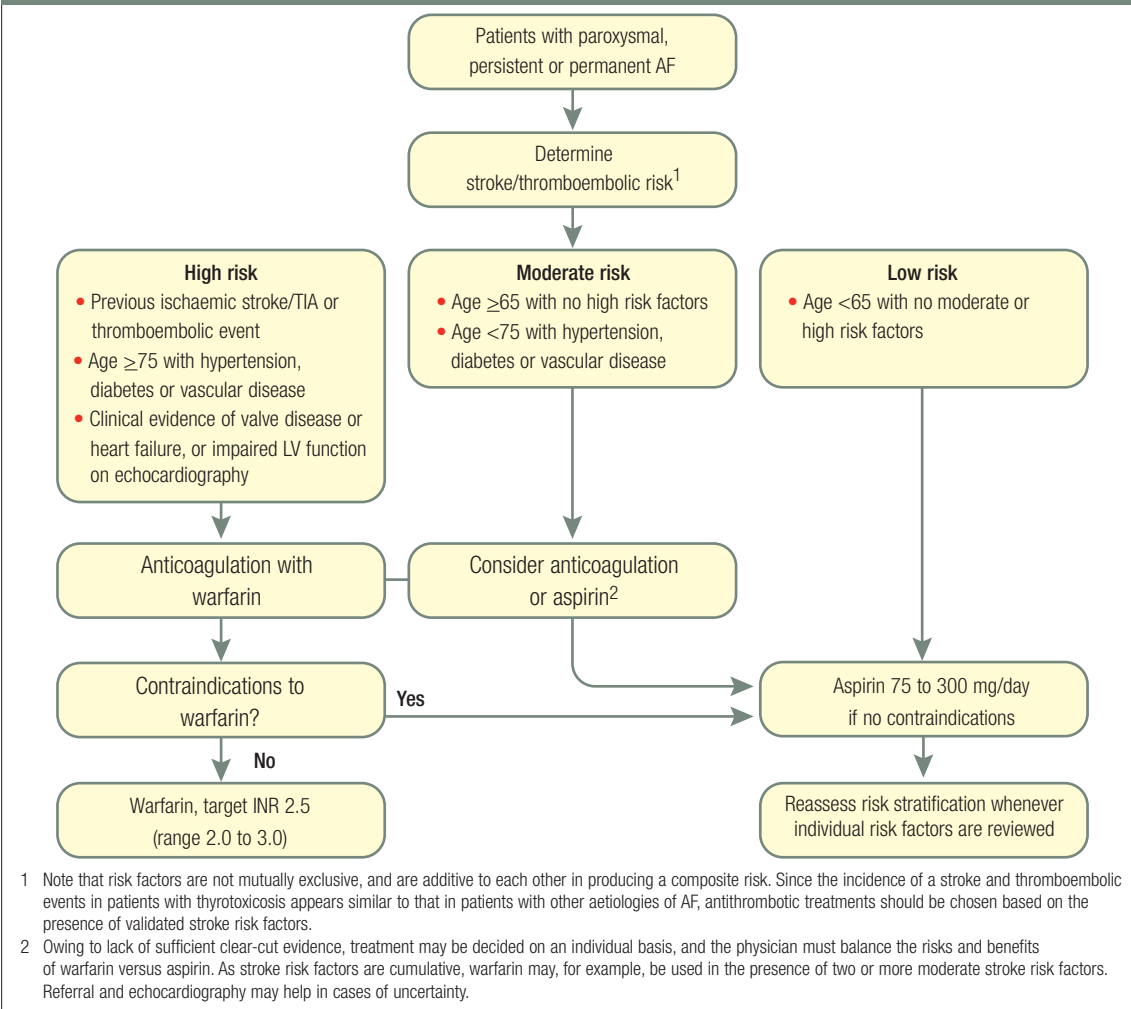 Patients with paroxysmal,
persistent or permanent AF
Determine
stroke/thromboembolic risk1
High risk
• Previous ischaemic stroke/TIA or
thromboembolic event
• Age ≥75 with hypertension,
diabetes or vascular disease
• Clinical evidence of valve disease or
heart failure, or impaired LV function
on echocardiography
Moderate risk
• Age ≥65 with no high risk factors
• Age <75 with hypertension,
diabetes or vascular disease
Low risk
• Age <65 with no moderate or
high risk factors
Anticoagulation with
warfarin
Consider anticoagulation
or aspirin2
Contraindications to
warfarin?
Yes
Aspirin 75 to 300 mg/day
if no contraindications
No
Warfarin, target INR 2.5
(range 2.0 to 3.0)
Reassess risk stratification whenever
individual risk factors are reviewed
1 Note that risk factors are not mutually exclusive, and are additive to each other in producing a composite risk. Since the incidence of a stroke and thromboembolic
events in patients with thyrotoxicosis appears similar to that in patients with other aetiologies of AF, antithrombotic treatments should be chosen based on the
presence of validated stroke risk factors.
2 Owing to lack of sufficient clear-cut evidence, treatment may be decided on an individual basis, and the physician must balance the risks and benefits
of warfarin versus aspirin. As stroke risk factors are cumulative, warfarin may, for example, be used in the presence of two or more moderate stroke risk factors.
Referral and echocardiography may help in cases of uncertainty.